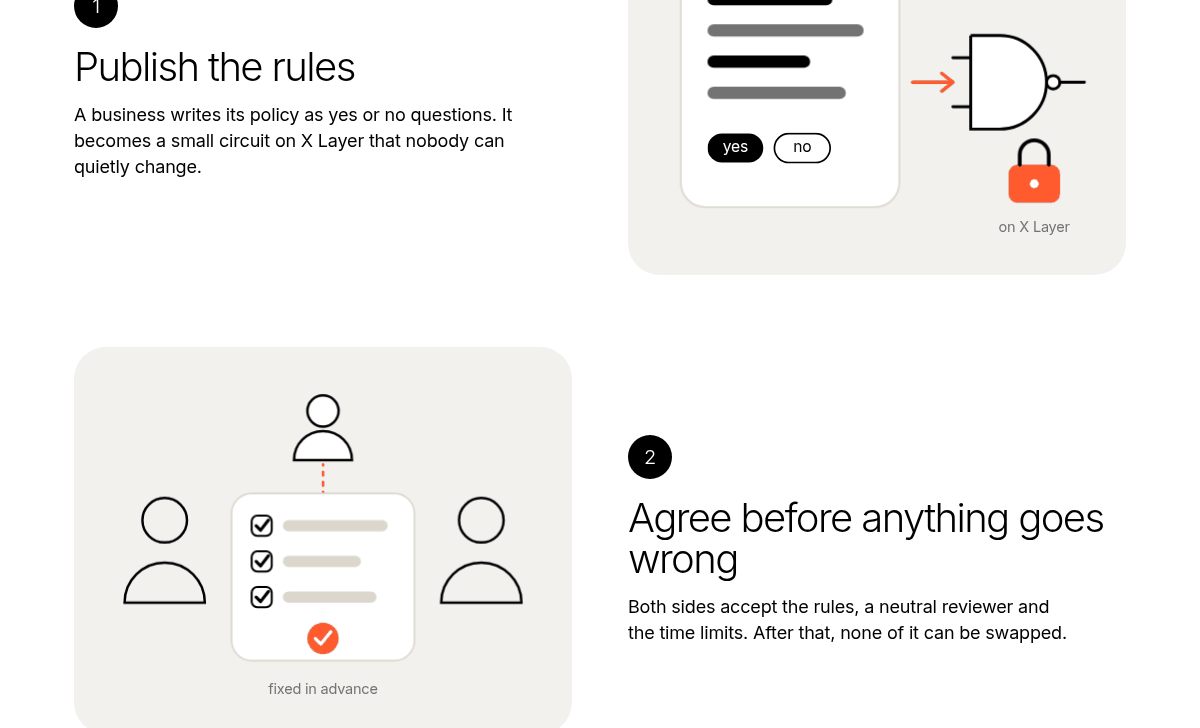 1
Publish the rules
A business writes its policy as yes or no questions. It
becomes a small circuit on X Layer that nobody can
quietly change.
yes
no
on X Layer
fixed in advance
2
Agree before anything goes
wrong
Both sides accept the rules, a neutral reviewer and
the time limits. After that, none of it can be swapped.